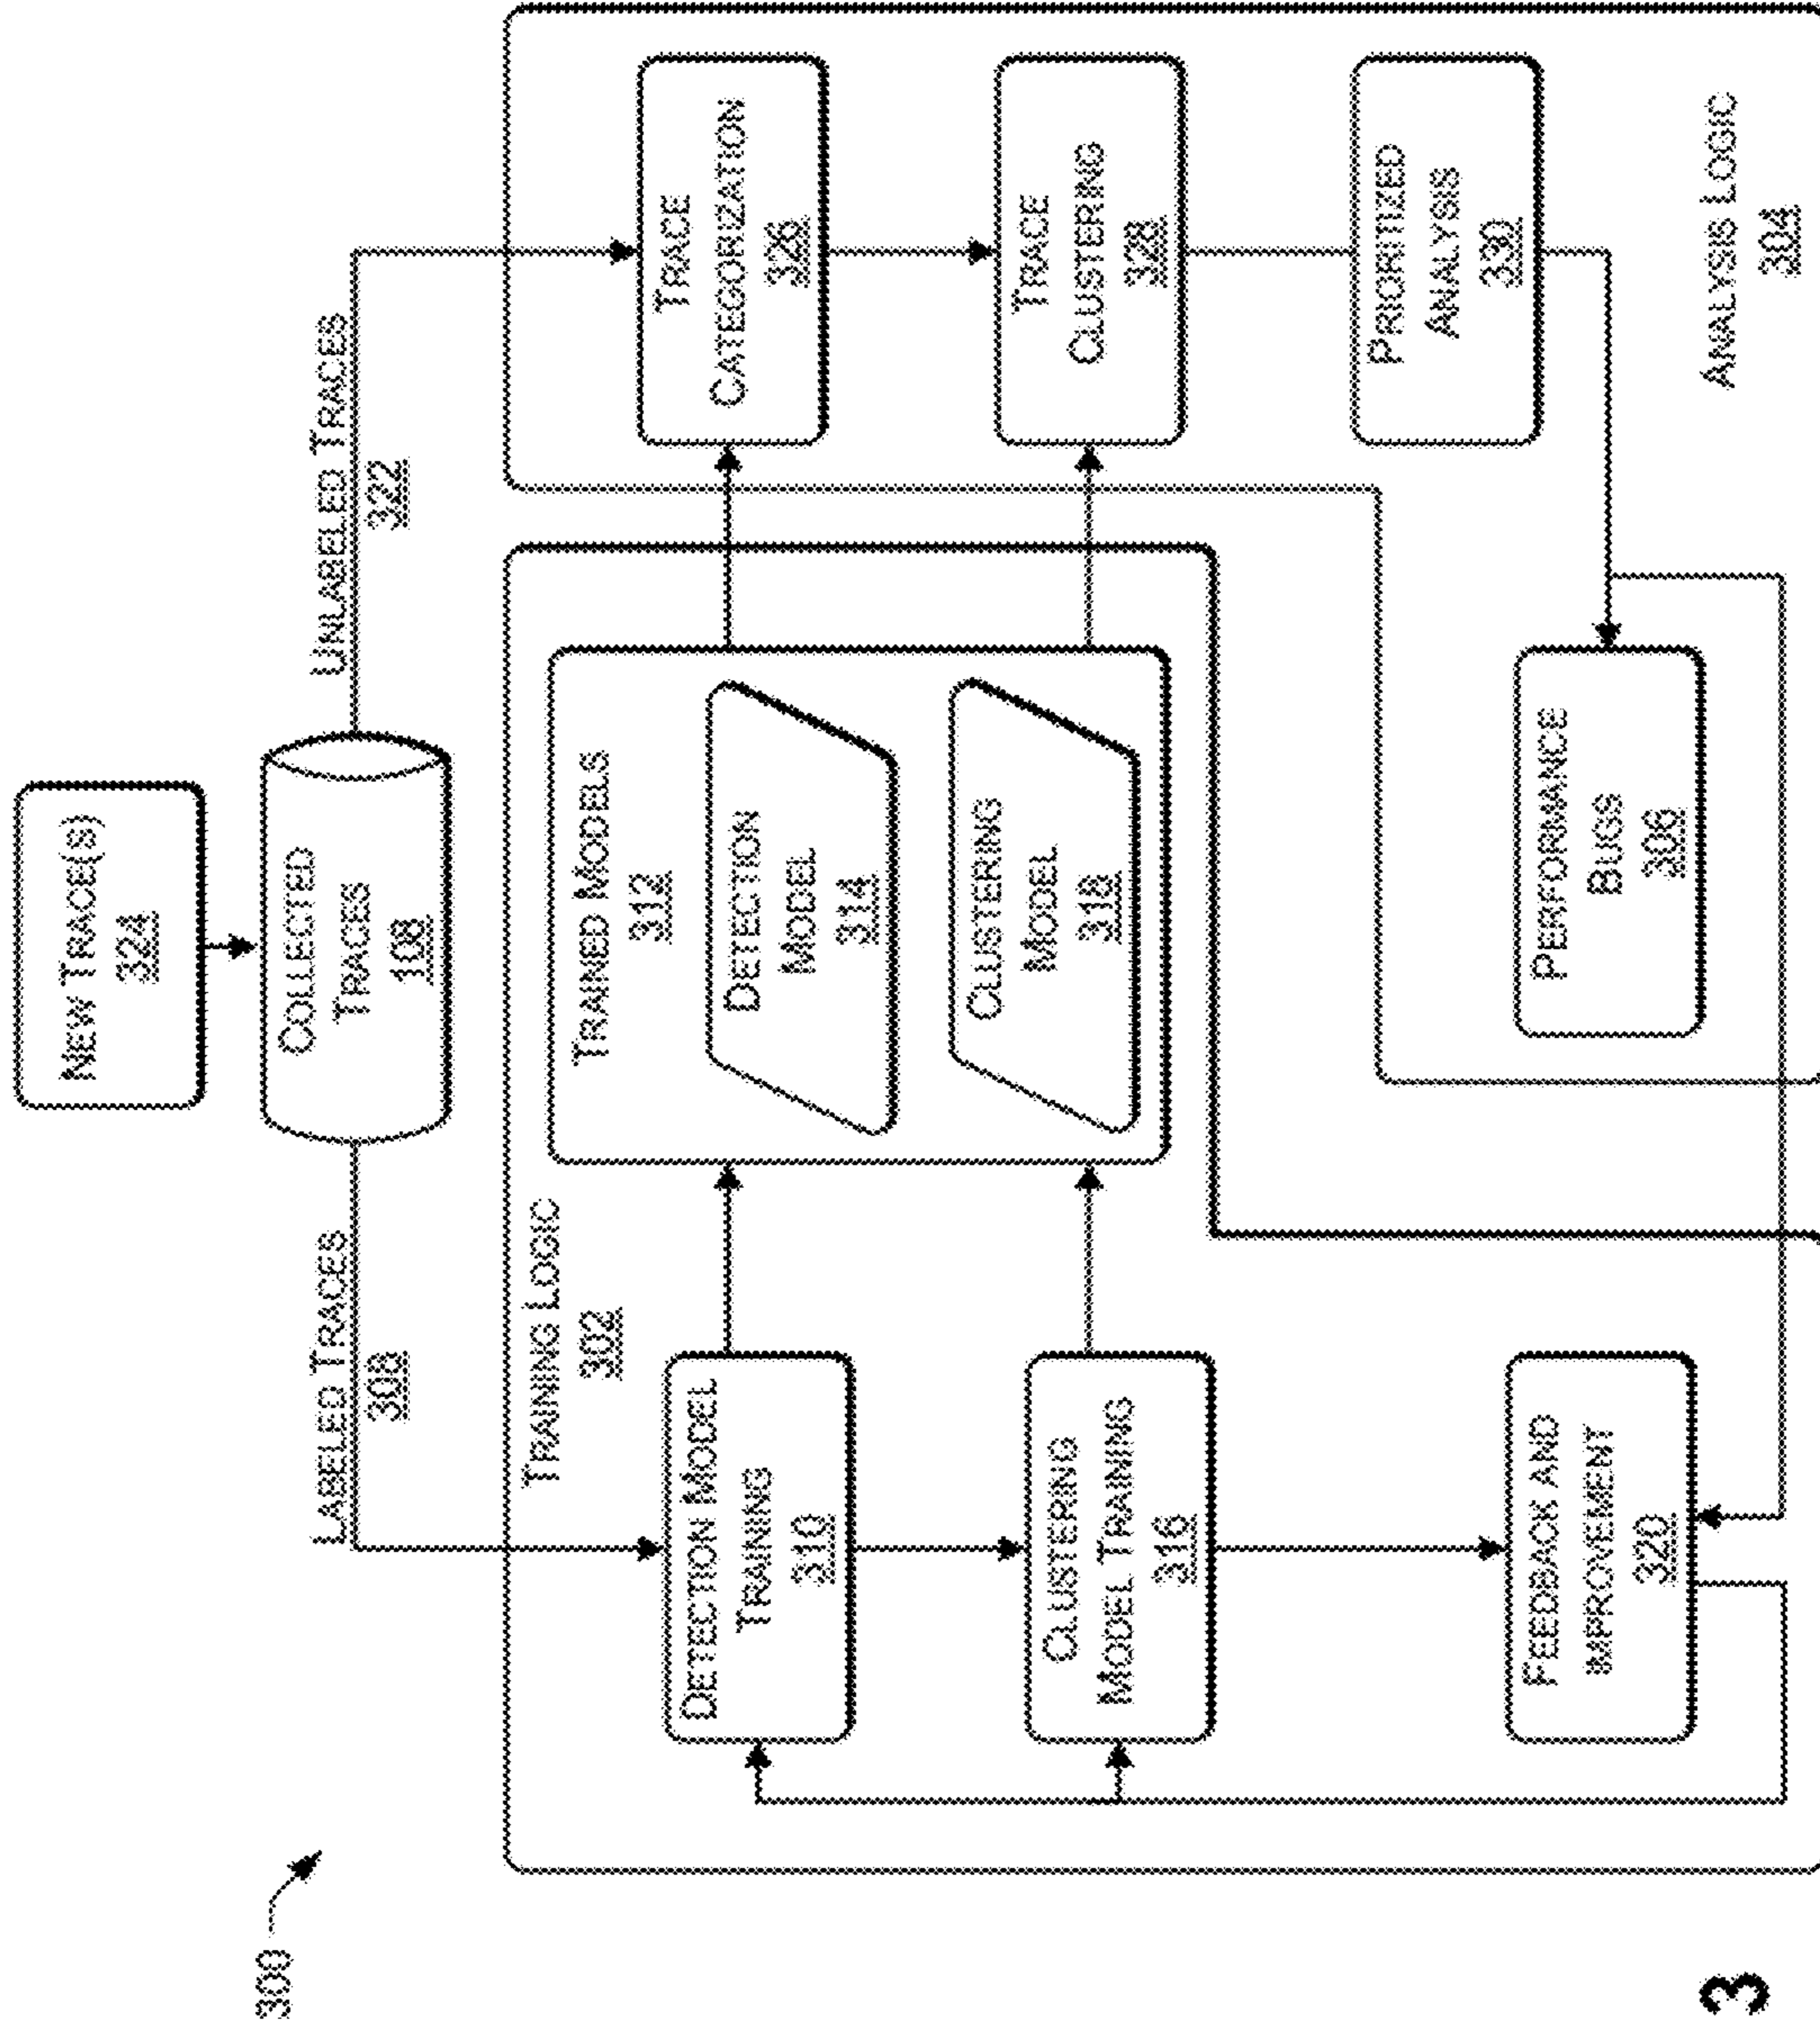 300
NEW TRACE(S)
324
COLLECTED
TRACES
108
LABELED TRACES
308
UNLABELED TRACES
322
TRAINING LOGIC
302
DETECTION MODEL
TRAINING
310
CLUSTERING
MODEL TRAINING
316
FEEDBACK AND
IMPROVEMENT
320
TRAINED MODELS
312
DETECTION
MODEL
314
CLUSTERING
MODEL
318
TRACE
CATEGORIZATION
326
TRACE
CLUSTERING
328
PRIORITIZED
ANALYSIS
330
PERFORMANCE
BUGS
306
ANALYSIS LOGIC
304
3